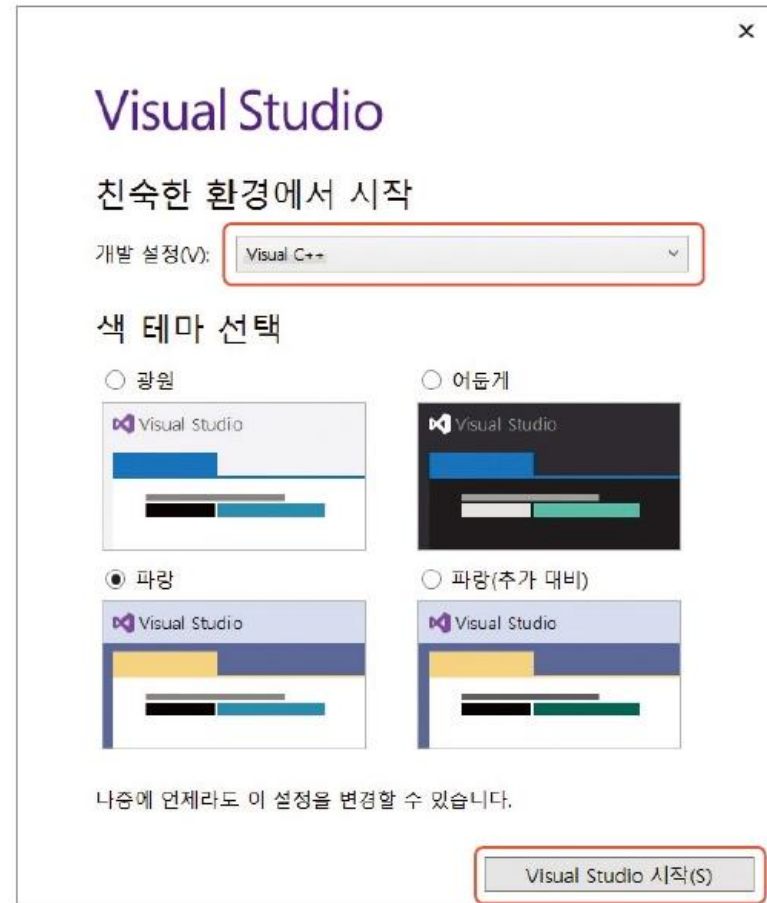 Visual Studio
친숙한 환경에서 시작
개발 설정(V): Visual C++
색 테마 선택
광원 어둡게
Visual Studio Visual Studio
파랑 파랑(추가 대비)
Visual Studio Visual Studio
나중에 언제라도 이 설정을 변경할 수 있습니다.
Visual Studio 시작(S)